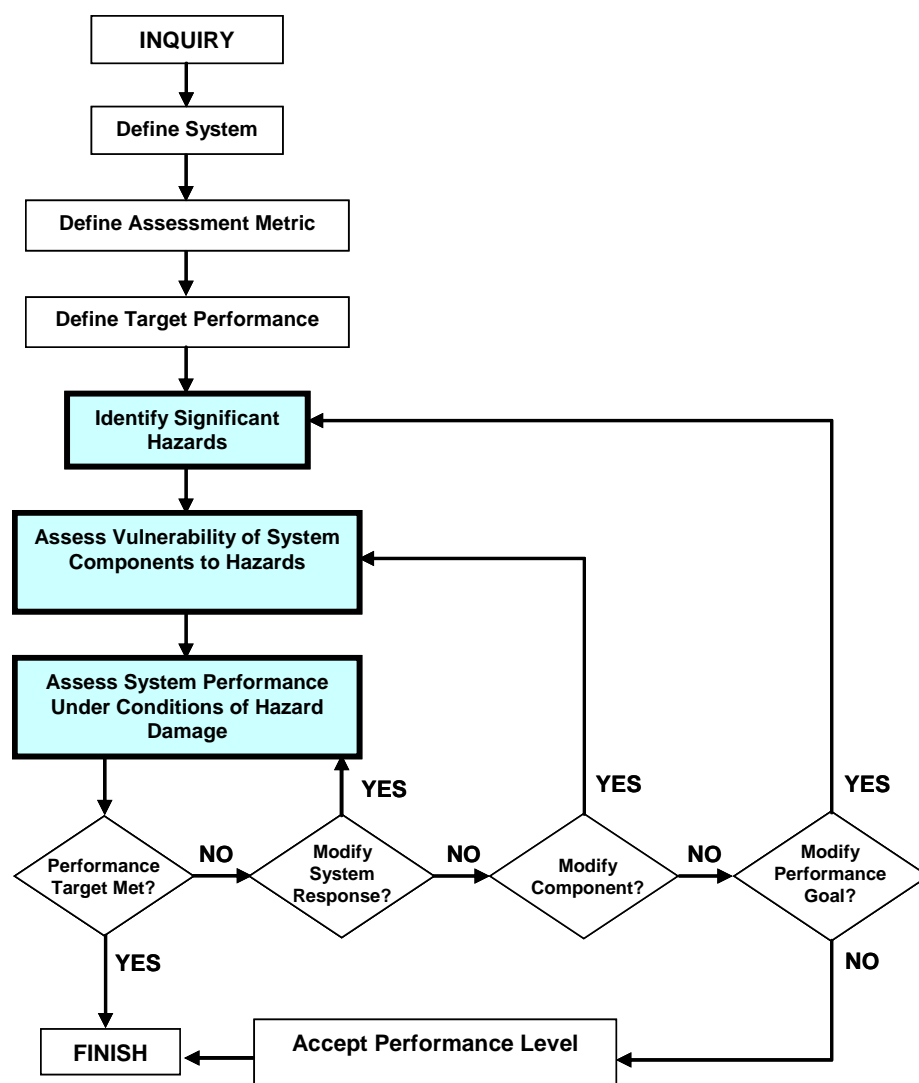 INQUIRY
Define System
Define Assessment Metric
Define Target Performance
Identify Significant
Hazards
Assess Vulnerability of System
Components to Hazards
Assess System Performance
Under Conditions of Hazard
Damage
YES
YES
YES
Performance
Target Met?
NO
Modify
System
Response?
NO
Modify
Component?
NO
Modify
Performance
Goal?
YES
NO
FINISH
Accept Performance Level